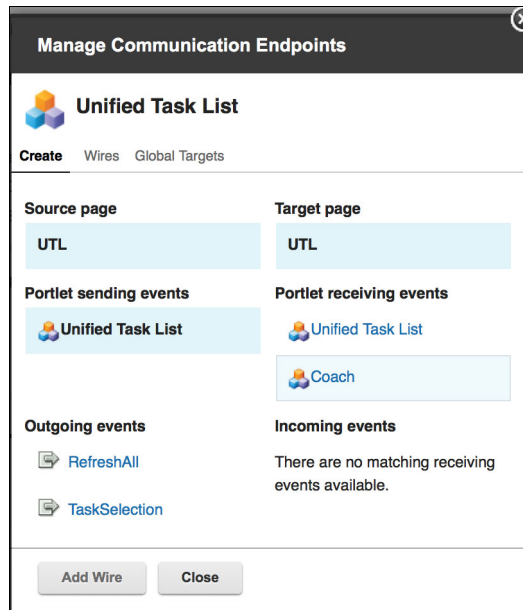 Manage Communication Endpoints
Unified Task List
Create Wires Global Targets
Source page
UTL
Target page
UTL
Portlet sending events
Unified Task List
Portlet receiving events
Unified Task List
Coach
Outgoing events
RefreshAll
TaskSelection
Incoming events
There are no matching receiving
events available.
Add Wire Close